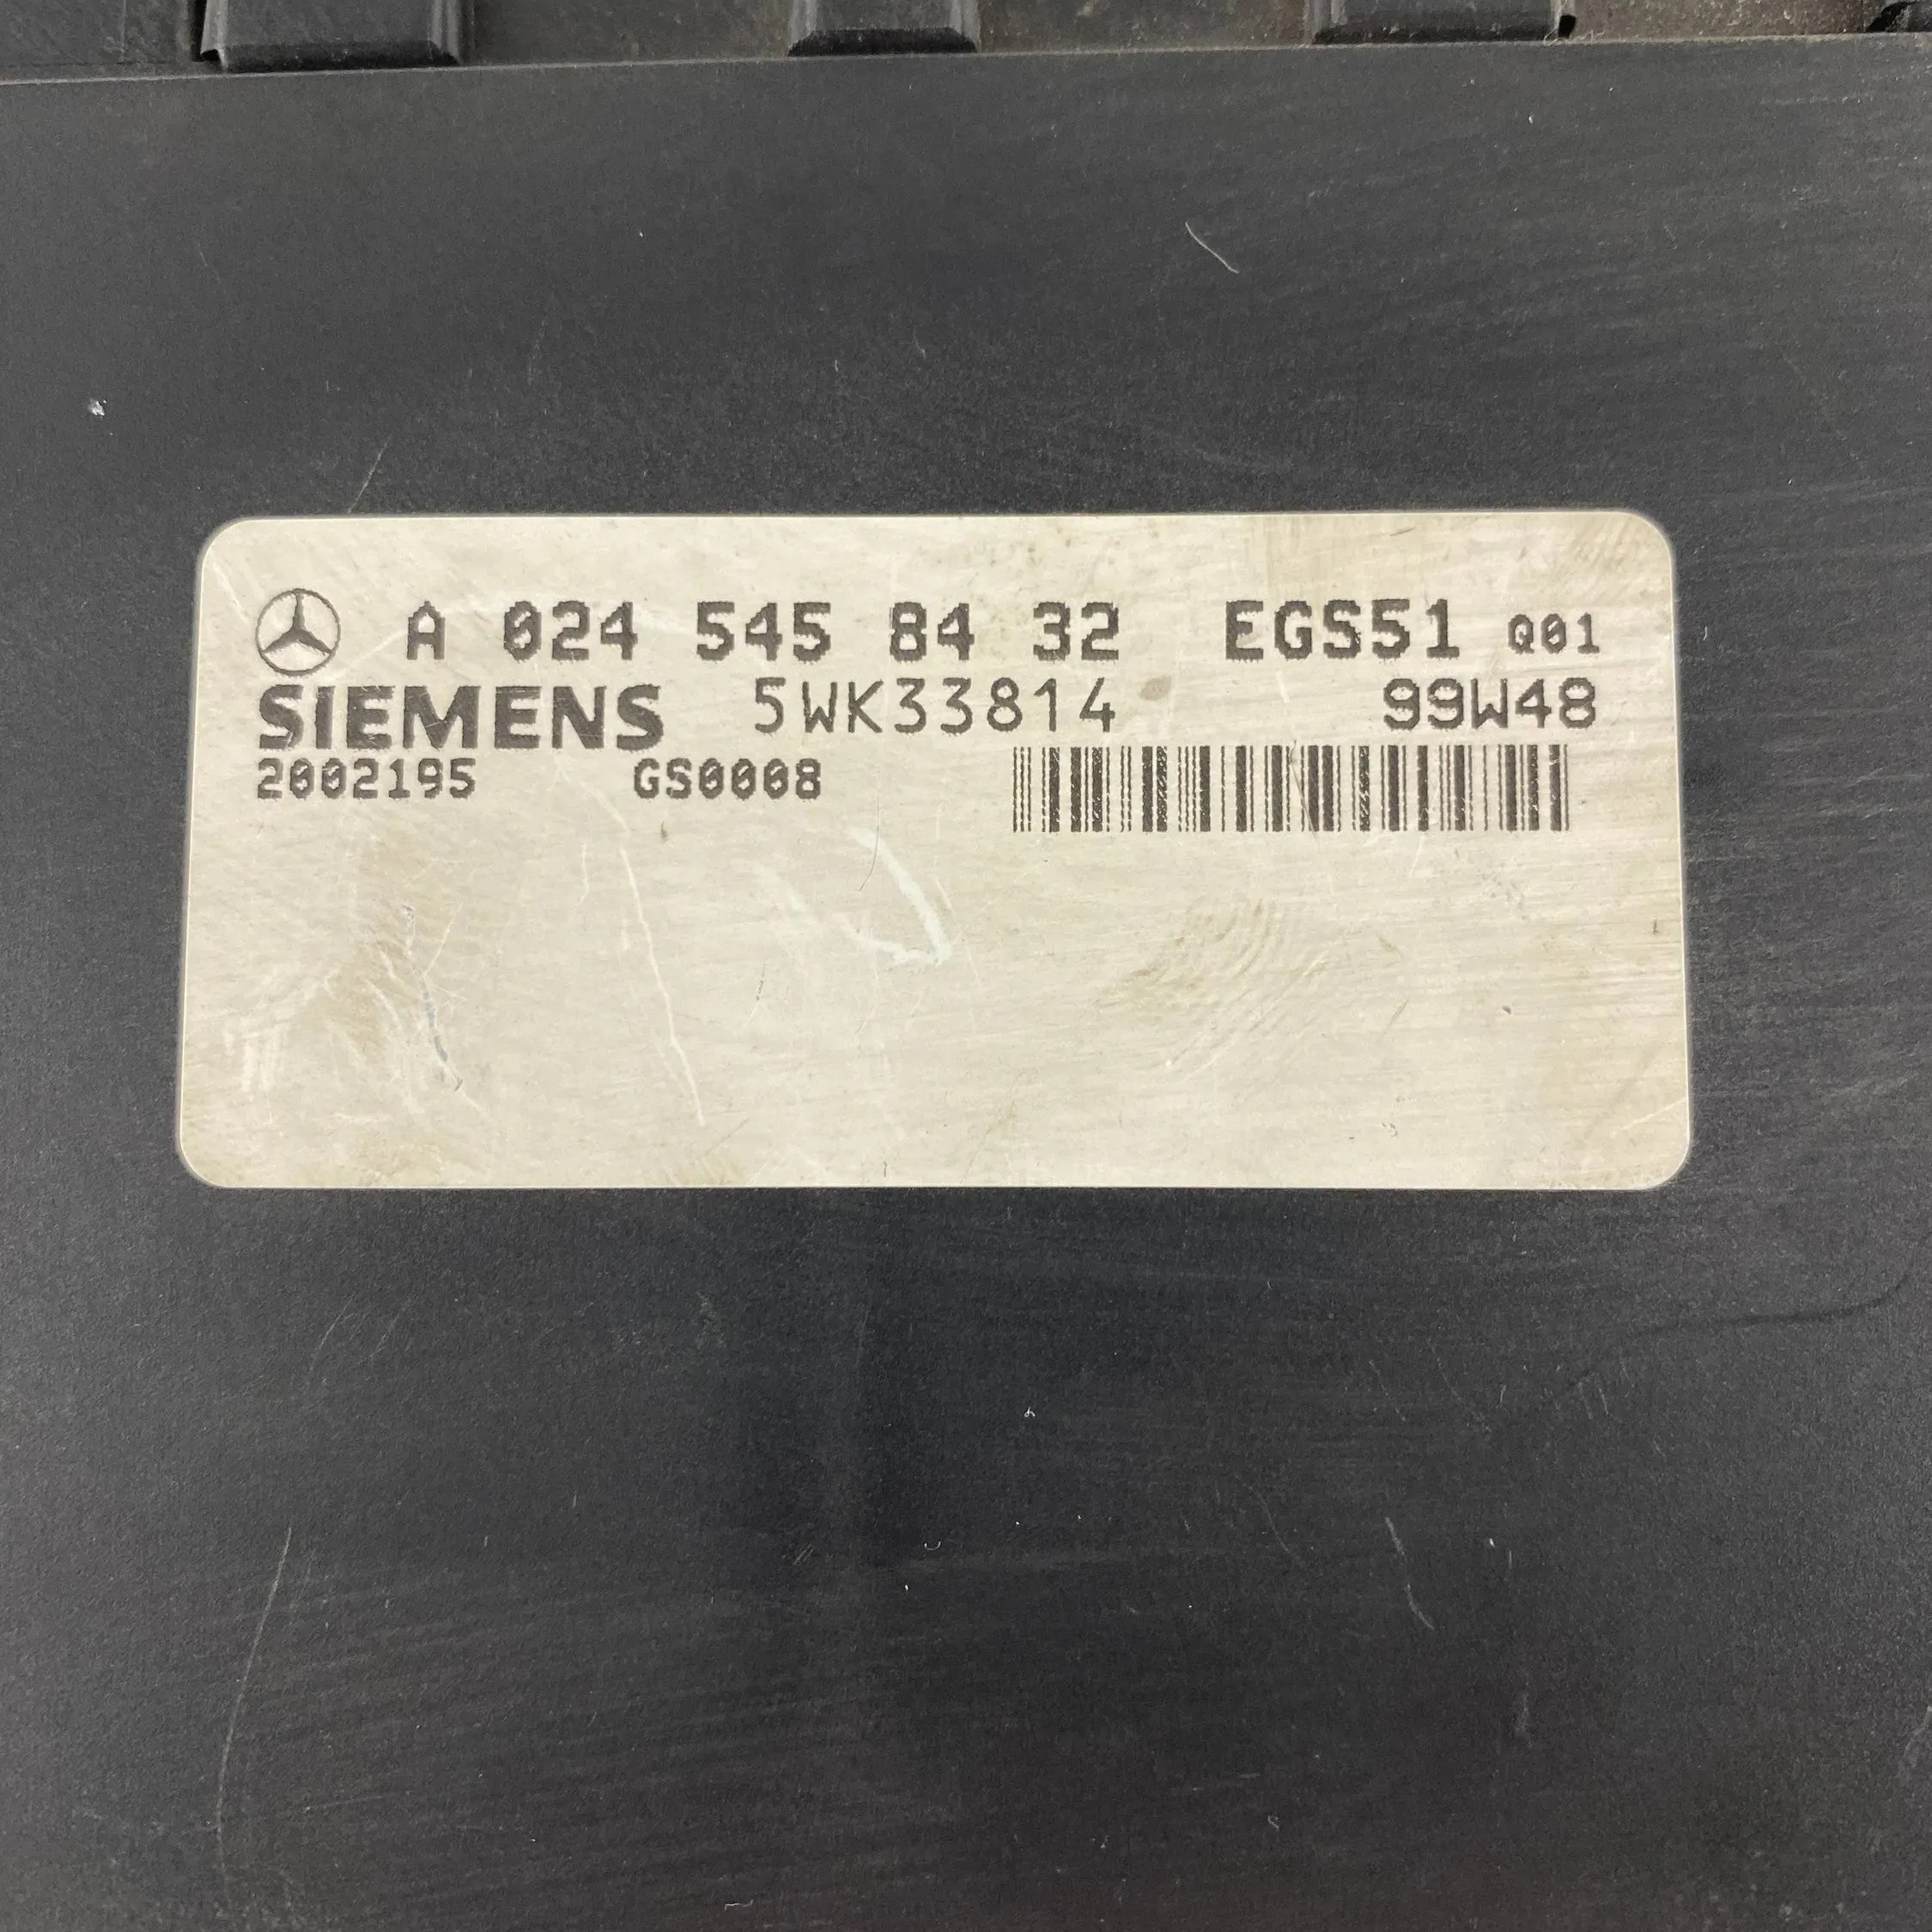 A 024 545 84 32 EGS51 Q01
SIEMENS 5WK33814 99W48
2002195 GS0008